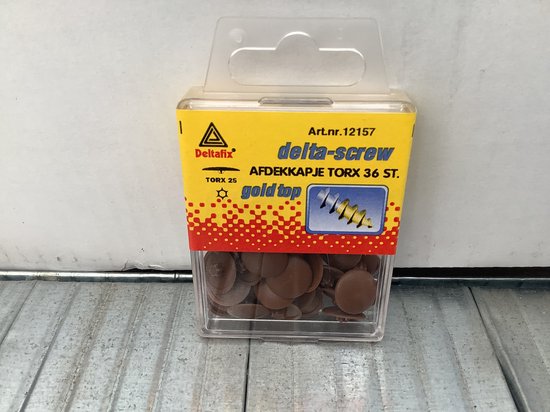 Art.nr.12157
Deltafix
delta-screw
AFDEKKAPJE TORX 36 ST.
TORX 25
gold top